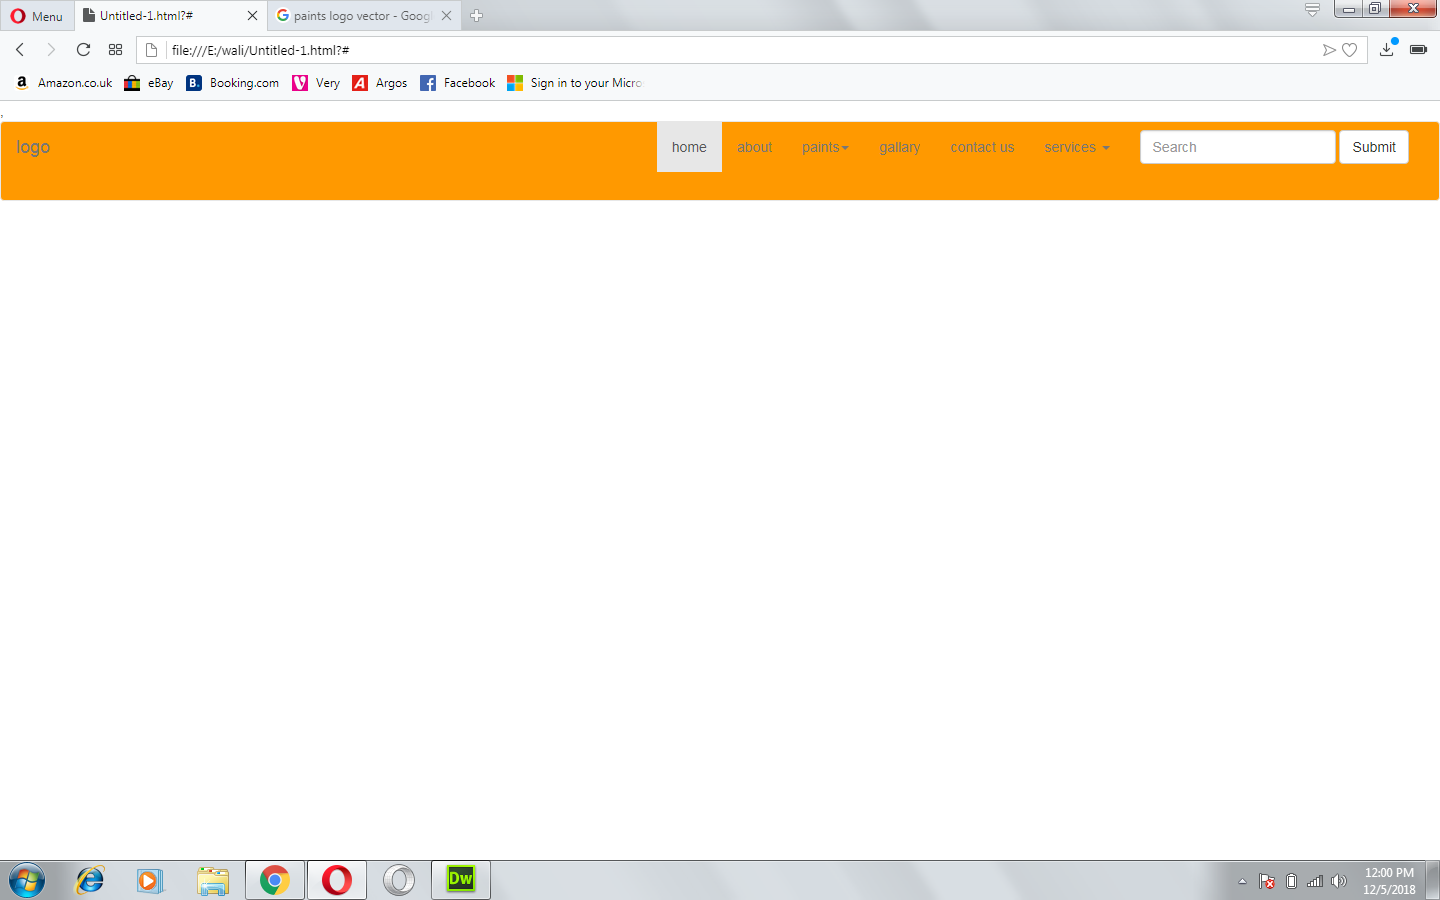 Menu Untitled-1.html?# paints logo vector - Goog
file:///E:/wali/Untitled-1.html?#
a Amazon.co.uk eBay B. Booking.com V Very A Argos f Facebook Sign in to your Micro
,
logo home about paints gallary contact us services Search Submit
Dw 12:00 PM
12/5/2018